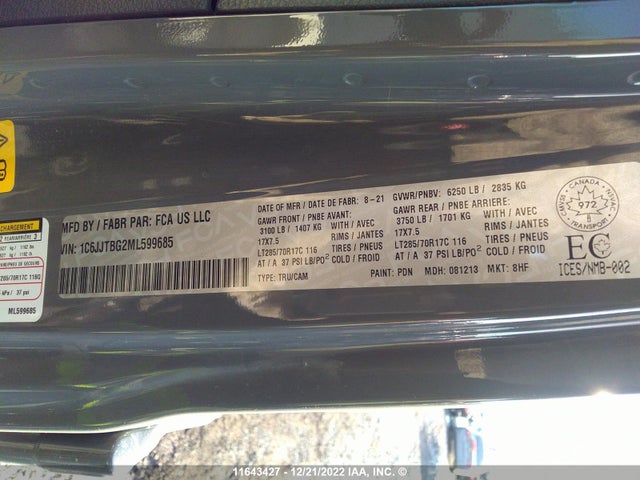 MFD BY / FABR PAR: FCA US LLC
VIN: 1C6JJTBG2ML599685
DATE OF MFR / DATE DE FABR: 8-21
GAWR FRONT / PNBE AVANT:
3100 LB / 1407 KG WITH / AVEC
17X7.5 RIMS / JANTES
LT285/70R17C 116 TIRES / PNEUS
AT / A 37 PSI LB/PO² COLD / FROID
TYPE: TRU/CAM
GVWR/PNBV: 6250 LB / 2835 KG
GAWR REAR / PNBE ARRIERE:
3750 LB / 1701 KG WITH / AVEC
17X7.5 RIMS / JANTES
LT285/70R17C 116 TIRES / PNEUS
AT / A 37 PSI LB/PO² COLD / FROID
PAINT: PDN MDH: 081213 MKT: 8HF
CANADA
972
EC
ICES/NMB-002
CHARGEMENT
ML599685
11643427 - 12/21/2022 IAA, INC. ©